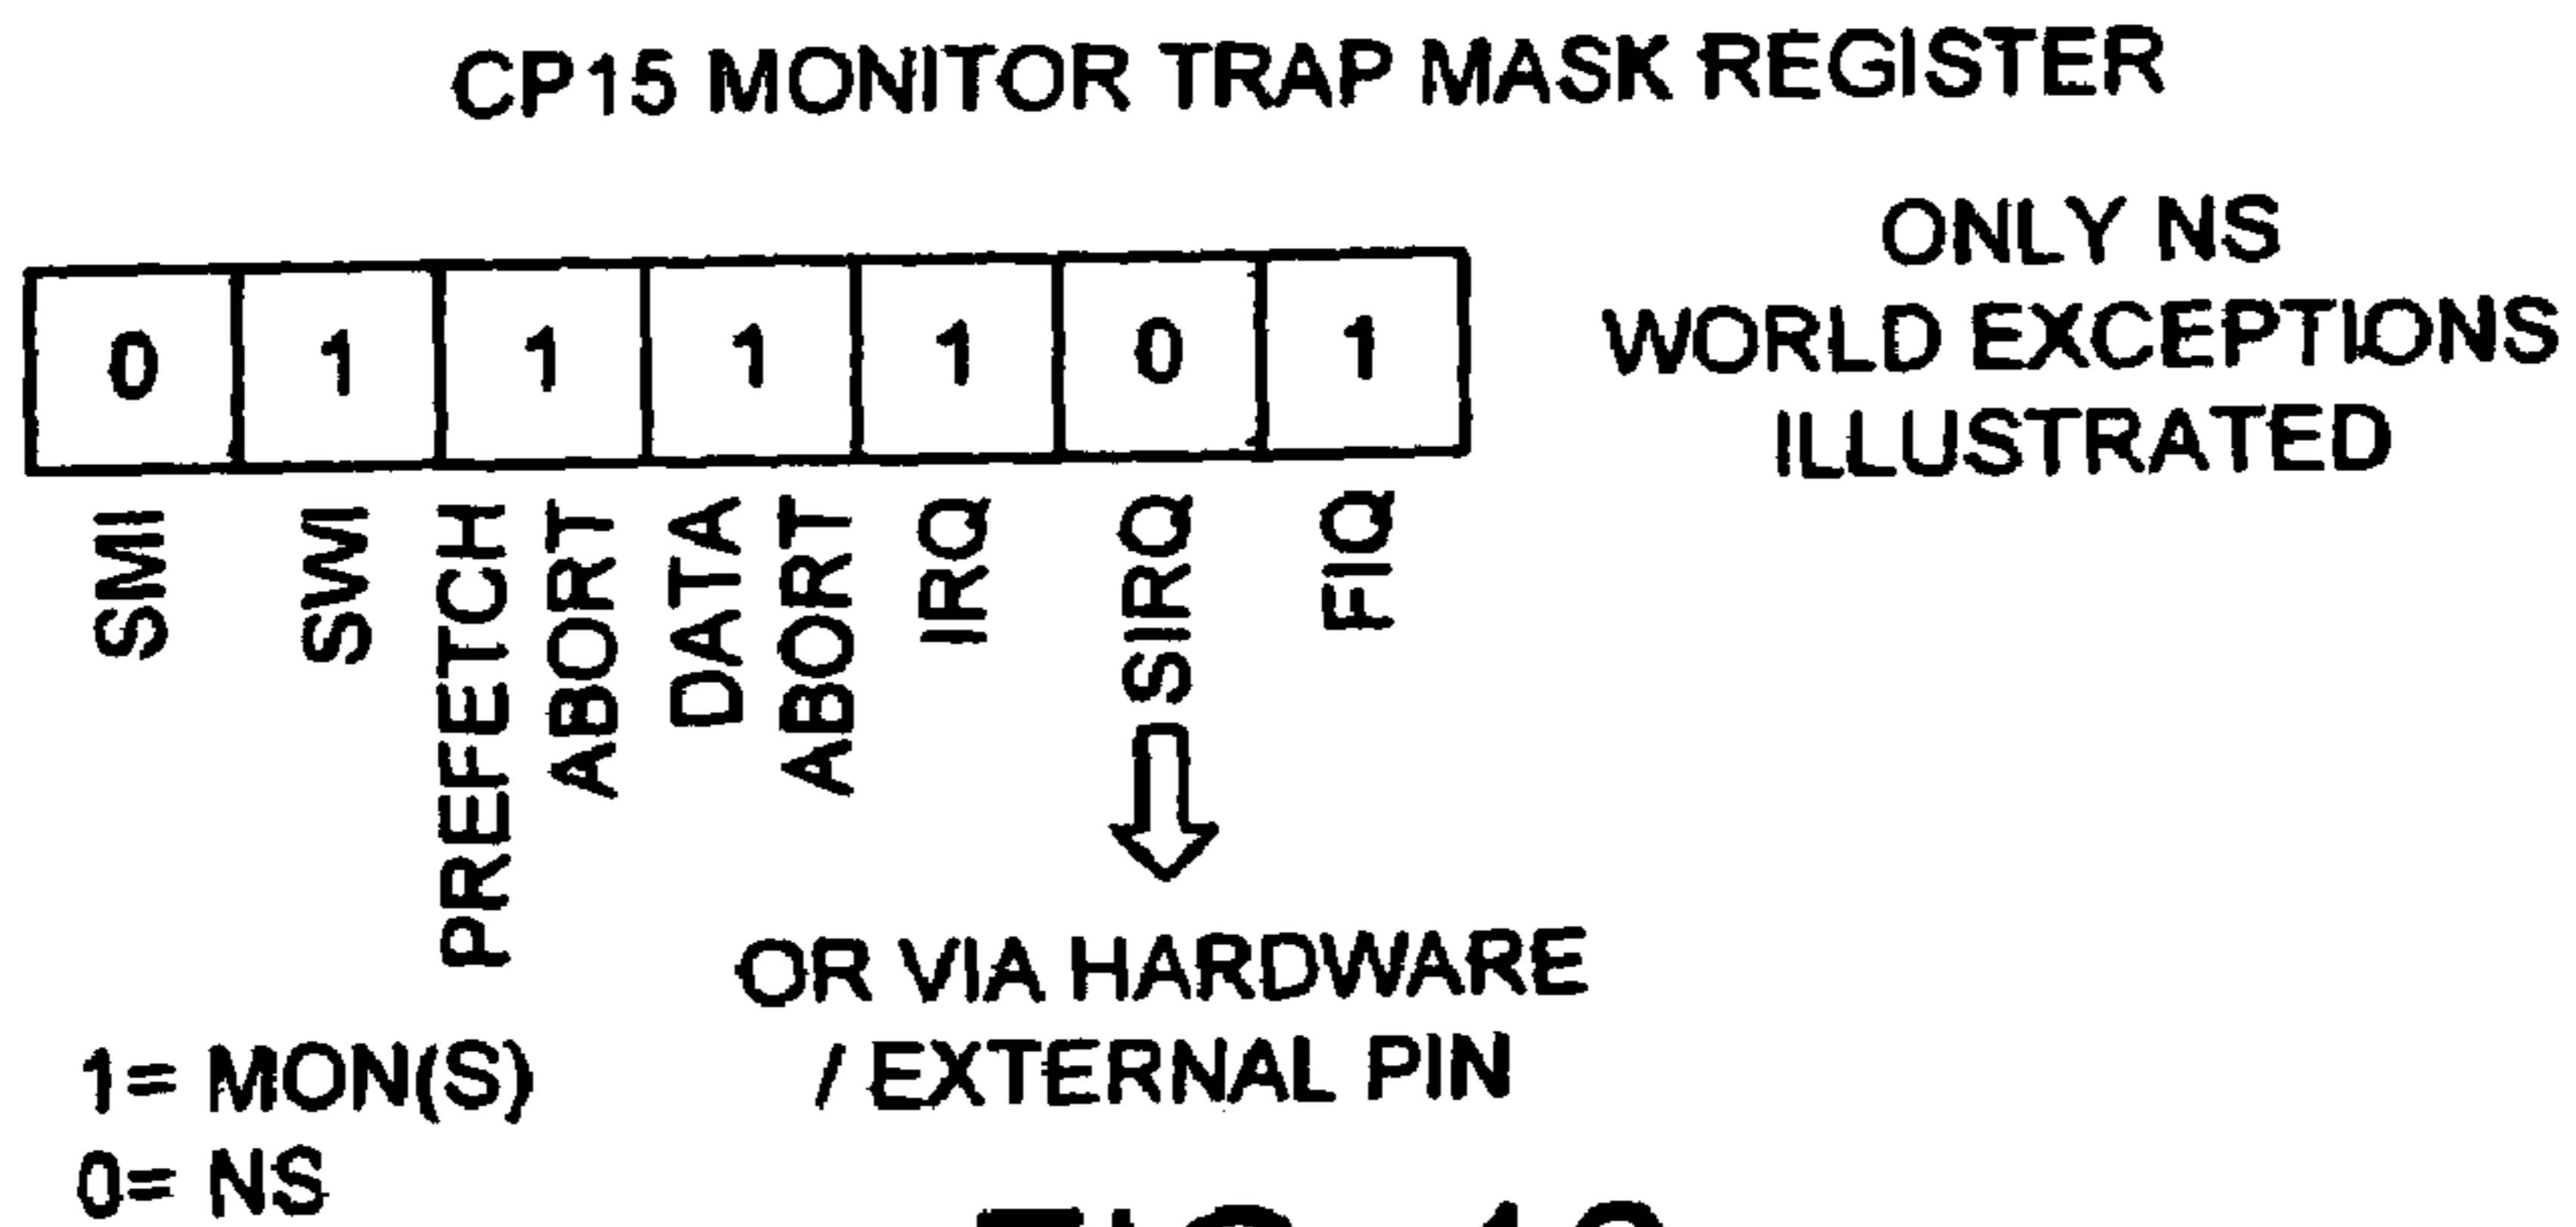 CP15 MONITOR TRAP MASK REGISTER
ONLY NS
WORLD EXCEPTIONS
ILLUSTRATED
0 1 1 1 1 0 1
SMI
SWI
PREFETCH
ABORT
DATA
ABORT
IRQ
SIRQ
FIQ
OR VIA HARDWARE
/ EXTERNAL PIN
1= MON(S)
0= NS